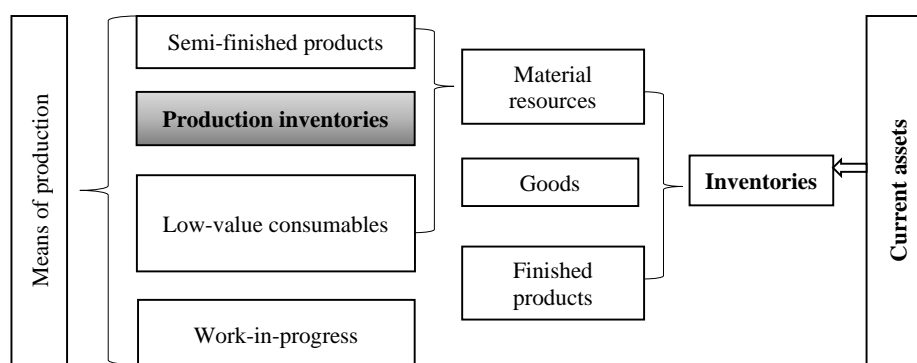 Means of production
Semi-finished products
Production inventories
Low-value consumables
Work-in-progress
Material
resources
Goods
Finished
products
Inventories
Current assets